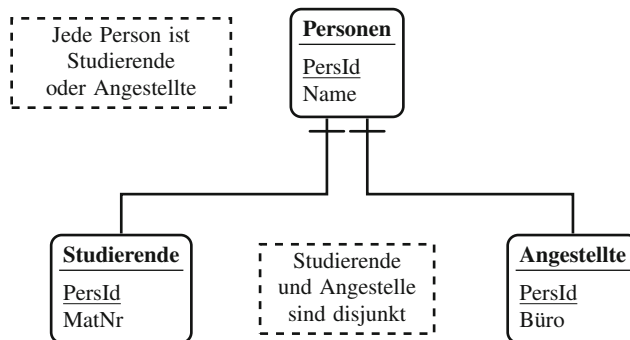 Jede Person ist
Studierende
oder Angestellte
Personen
PersId
Name
Studierende
PersId
MatNr
Studierende
und Angestelle
sind disjunkt
Angestellte
PersId
Büro